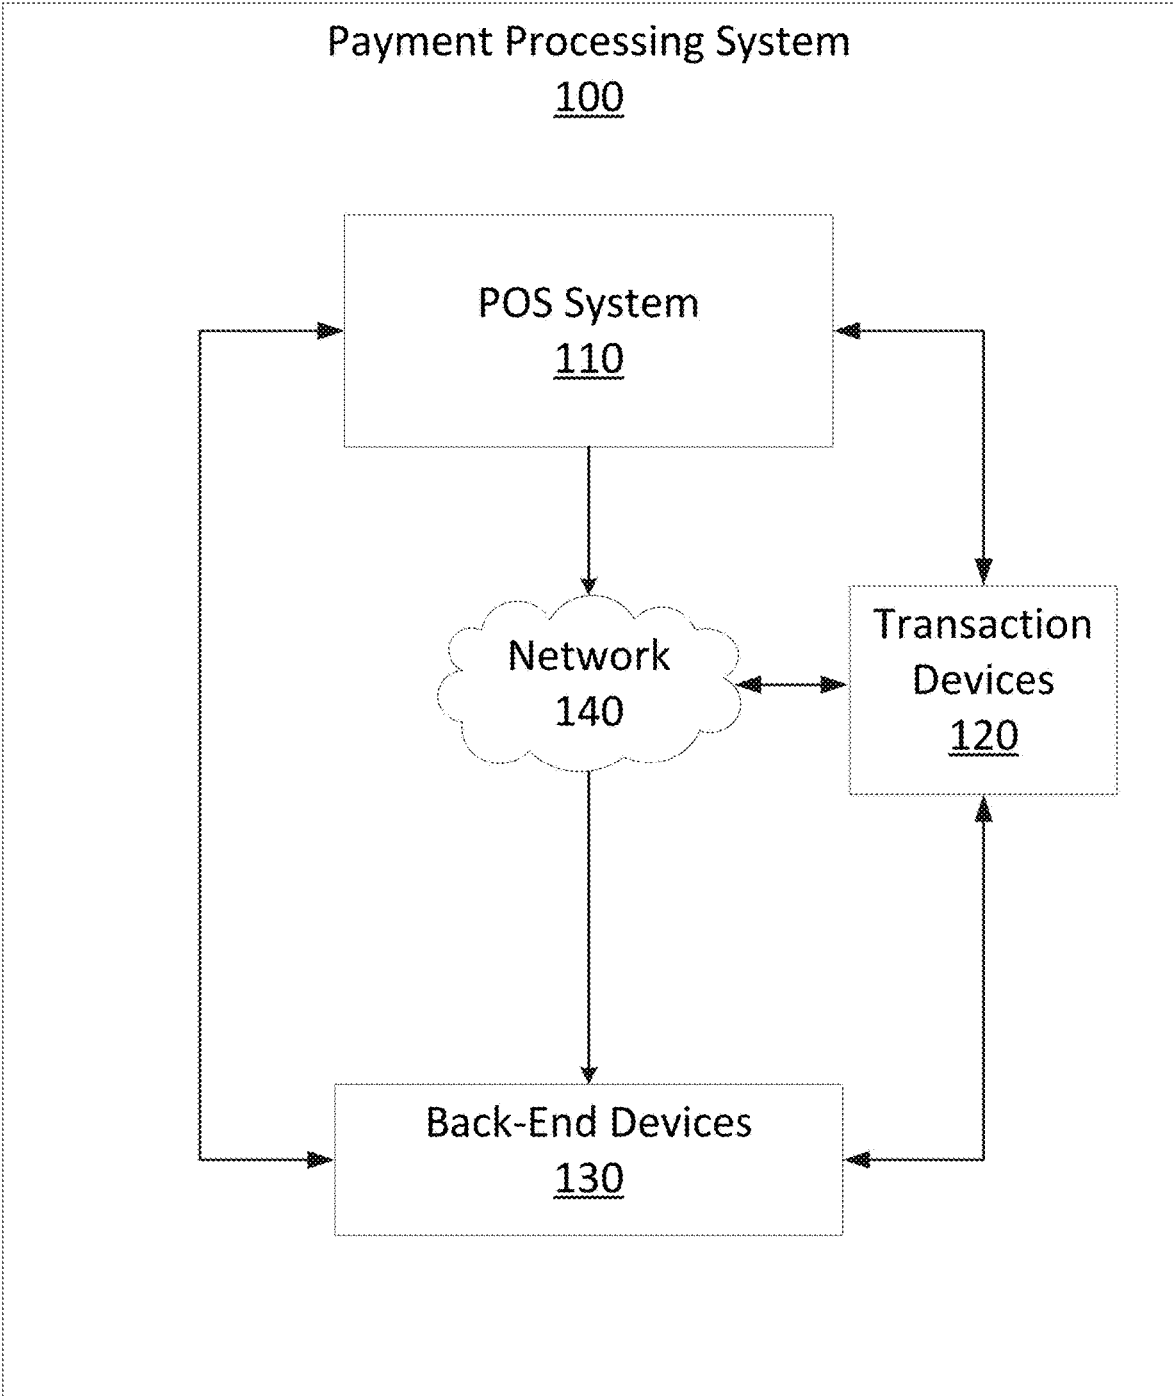 Payment Processing System
100
POS System
110
Network
140
Transaction
Devices
120
Back-End Devices
130